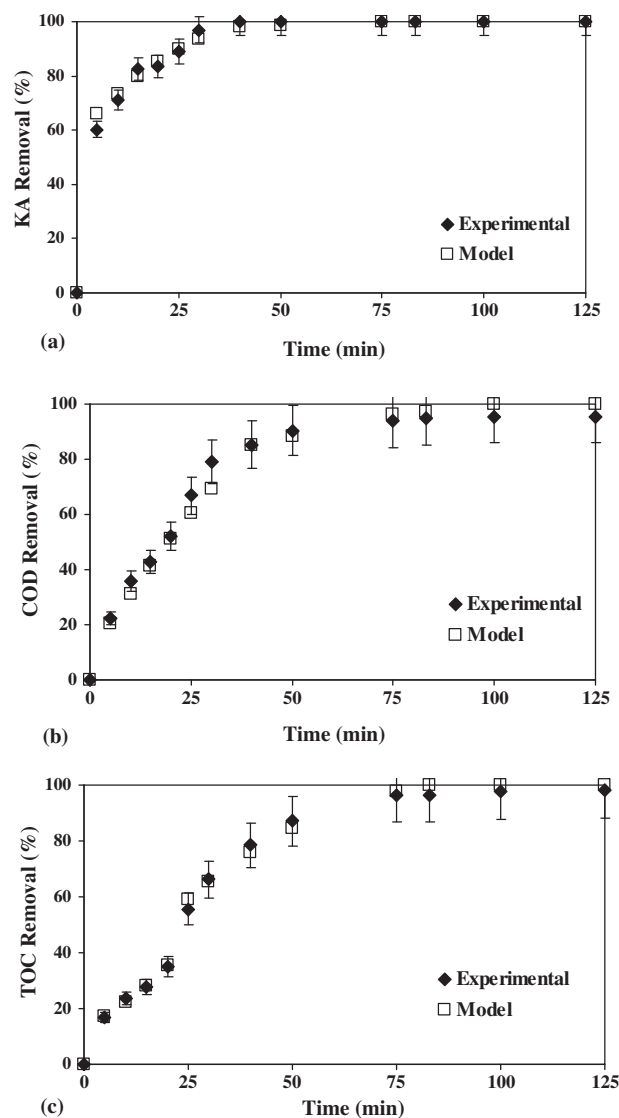 100
80
60
40
20
0
KA Removal (%)
Experimental
Model
0 25 50 75 100 125
(a)
Time (min)
100
80
60
40
20
0
COD Removal (%)
Experimental
Model
0 25 50 75 100 125
(b)
Time (min)
100
80
60
40
20
0
TOC Removal (%)
Experimental
Model
0 25 50 75 100 125
(c)
Time (min)